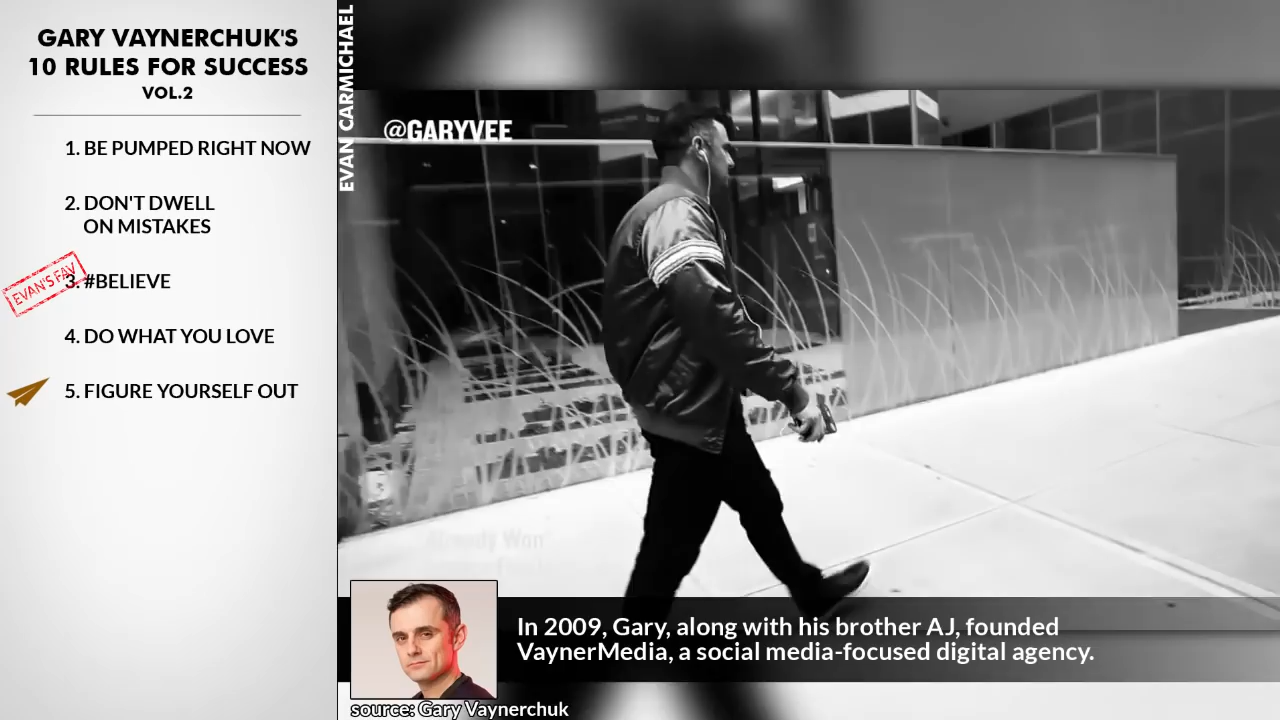 GARY VAYNERCHUK'S
10 RULES FOR SUCCESS
VOL.2
1. BE PUMPED RIGHT NOW
2. DON'T DWELL
ON MISTAKES
EVAN'S FAV
3. #BELIEVE
4. DO WHAT YOU LOVE
5. FIGURE YOURSELF OUT
EVAN CARMICHAEL
@GARYVEE
Already Won
In 2009, Gary, along with his brother AJ, founded
VaynerMedia, a social media-focused digital agency.
source: Gary Vaynerchuk